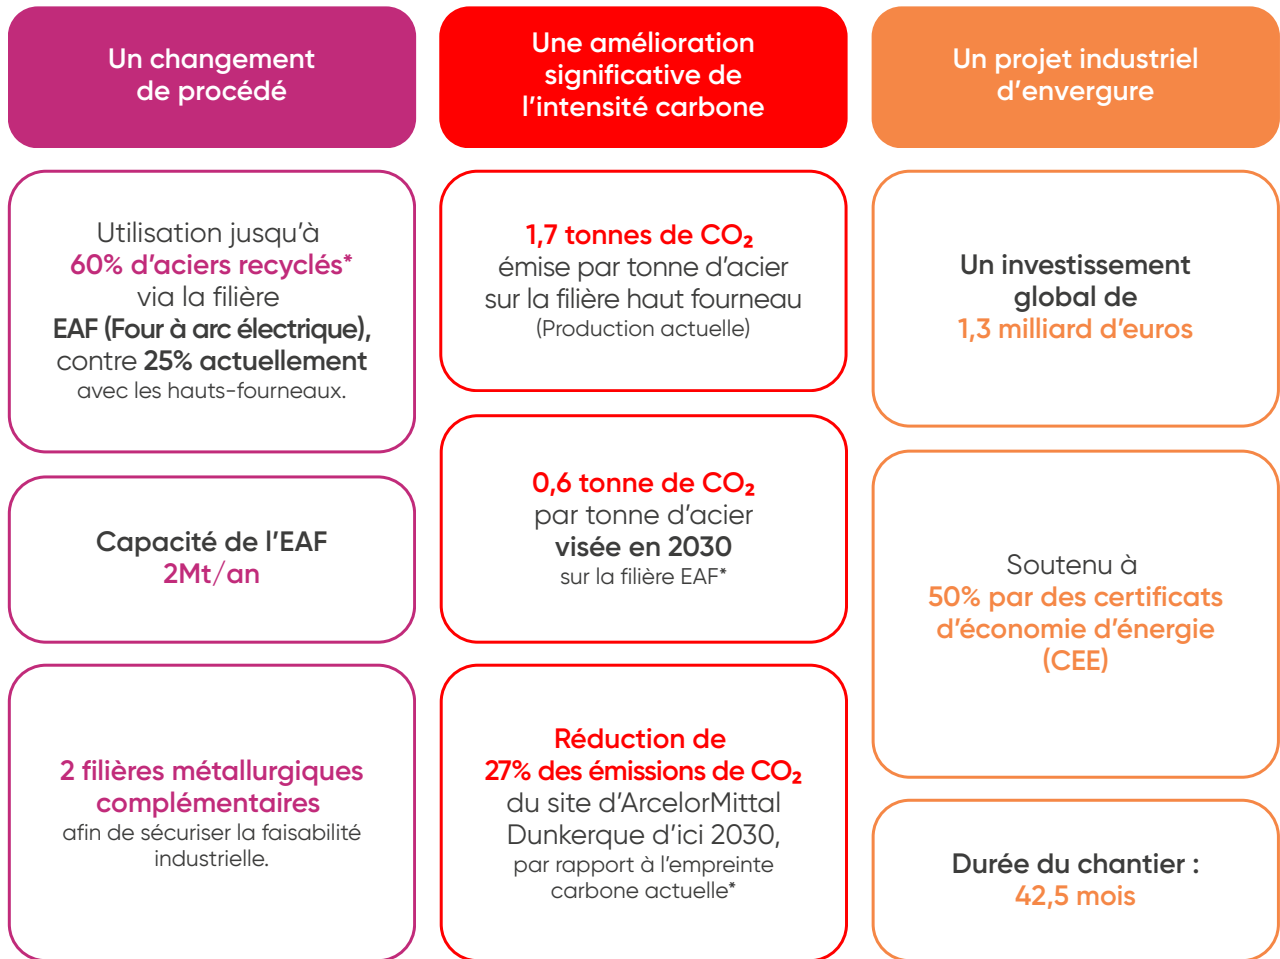 Un changement
de procédé
Utilisation jusqu'à
60% d'aciers recyclés*
via la filière
EAF (Four à arc électrique),
contre 25% actuellement
avec les hauts-fourneaux.
Capacité de l'EAF
2Mt/an
2 filières métallurgiques
complémentaires
afin de sécuriser la faisabilité
industrielle.
Une amélioration
significative de
l'intensité carbone
1,7 tonnes de CO₂
émise par tonne d'acier
sur la filière haut fourneau
(Production actuelle)
0,6 tonne de CO₂
par tonne d'acier
visée en 2030
sur la filière EAF*
Réduction de
27% des émissions de CO₂
du site d'ArcelorMittal
Dunkerque d'ici 2030,
par rapport à l'empreinte
carbone actuelle*
Un projet industriel
d'envergure
Un investissement
global de
1,3 milliard d'euros
Soutenu à
50% par des certificats
d'économie d'énergie
(CEE)
Durée du chantier :
42,5 mois